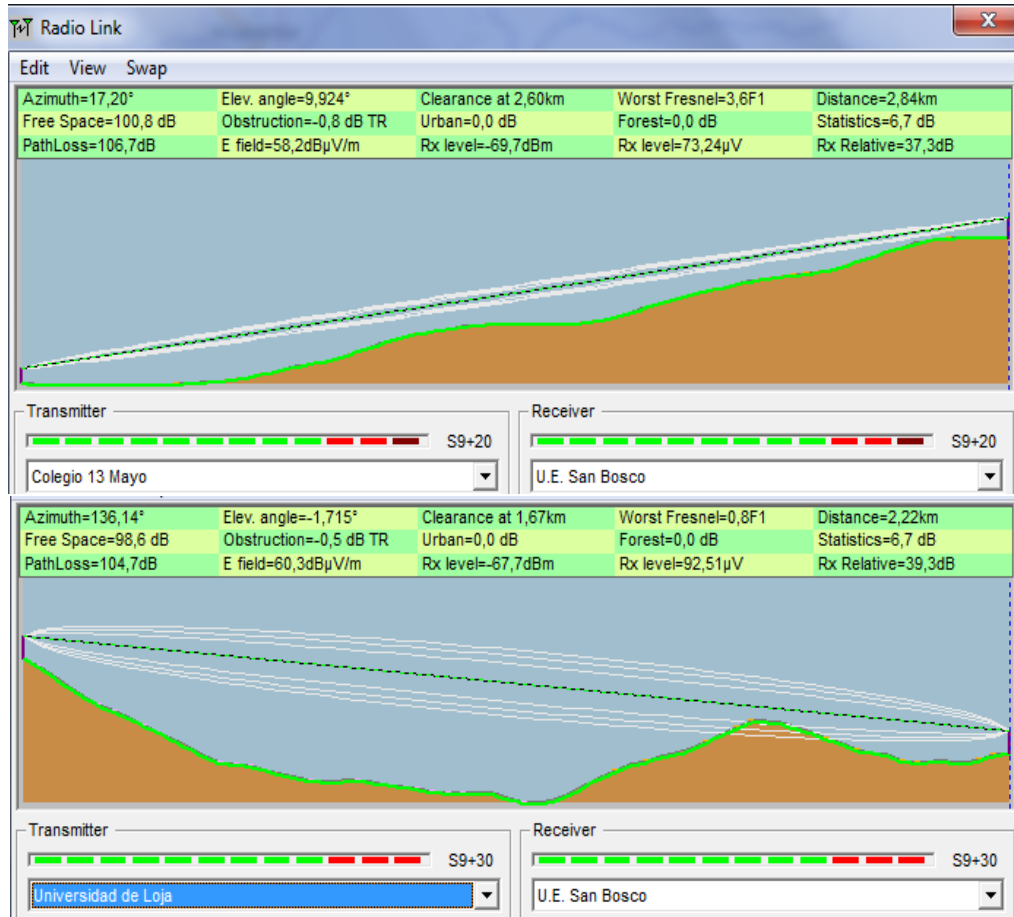 Radio Link
X
Edit View Swap
Azimuth=17,20° Elev. angle=9,924° Clearance at 2,60km Worst Fresnel=3,6F1 Distance=2,84km
Free Space=100,8 dB Obstruction=-0,8 dB TR Urban=0,0 dB Forest=0,0 dB Statistics=6,7 dB
PathLoss=106,7dB E field=58,2dBµV/m Rx level=-69,7dBm Rx level=73,24µV Rx Relative=37,3dB
Transmitter Receiver
S9+20 S9+20
Colegio 13 Mayo U.E. San Bosco
Azimuth=136,14° Elev. angle=-1,715° Clearance at 1,67km Worst Fresnel=0,8F1 Distance=2,22km
Free Space=98,6 dB Obstruction=-0,5 dB TR Urban=0,0 dB Forest=0,0 dB Statistics=6,7 dB
PathLoss=104,7dB E field=60,3dBµV/m Rx level=-67,7dBm Rx level=92,51µV Rx Relative=39,3dB
Transmitter Receiver
S9+30 S9+30
Universidad de Loja U.E. San Bosco